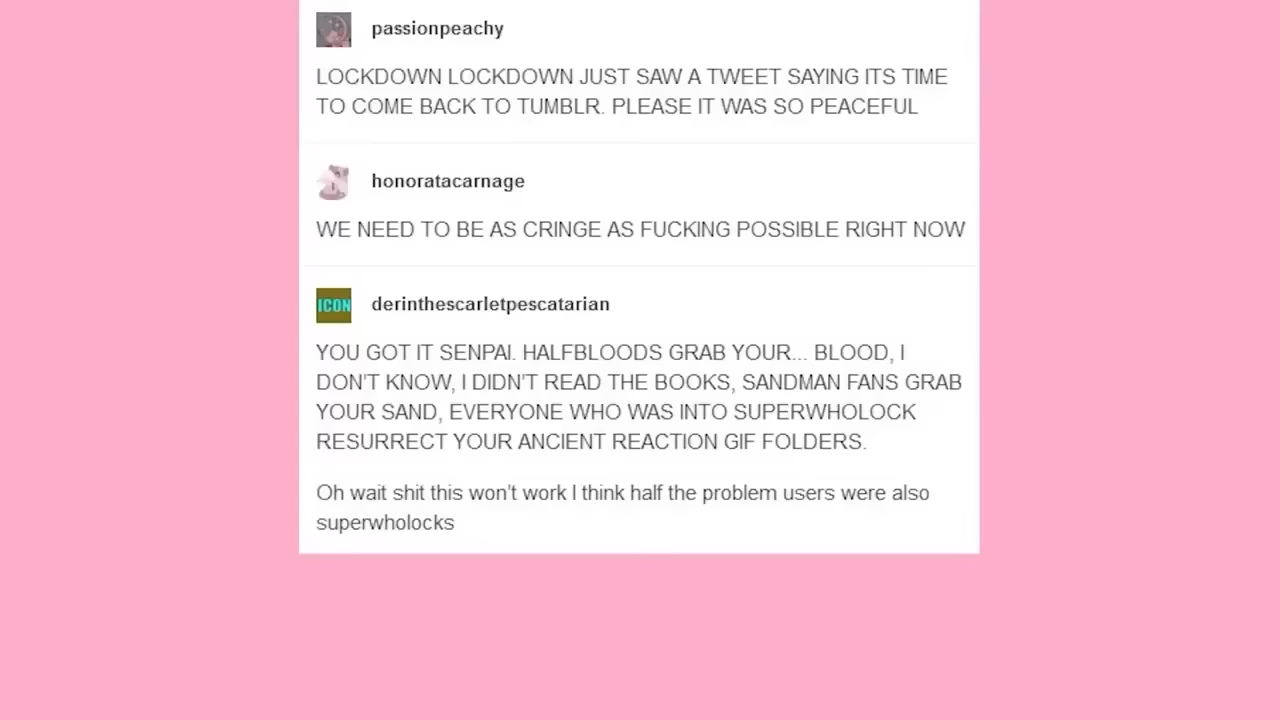 passionpeachy
LOCKDOWN LOCKDOWN JUST SAW A TWEET SAYING ITS TIME
TO COME BACK TO TUMBLR. PLEASE IT WAS SO PEACEFUL
honoratacarnage
WE NEED TO BE AS CRINGE AS FUCKING POSSIBLE RIGHT NOW
ICON
derinthescarletpescatarian
YOU GOT IT SENPAI. HALFBLOODS GRAB YOUR... BLOOD, I
DON'T KNOW, I DIDN'T READ THE BOOKS, SANDMAN FANS GRAB
YOUR SAND, EVERYONE WHO WAS INTO SUPERWHOLOCK
RESURRECT YOUR ANCIENT REACTION GIF FOLDERS.
Oh wait shit this won't work I think half the problem users were also
superwholocks